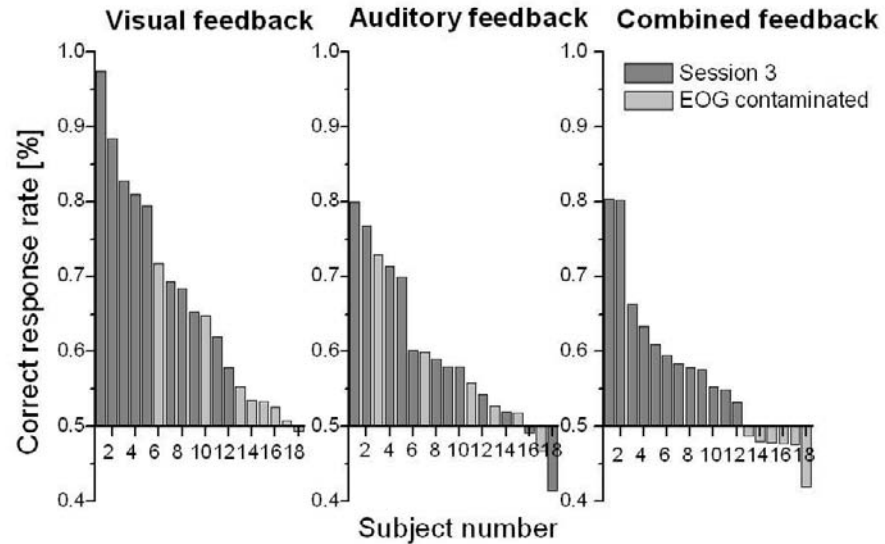 Visual feedback
Auditory feedback
Combined feedback
Correct response rate [%]
1.0
0.9
0.8
0.7
0.6
0.5
0.4
2 4 6 8 10 12 14 16 18
1.0
0.9
0.8
0.7
0.6
0.5
0.4
2 4 6 8 10 12 14 16 18
1.0
0.9
0.8
0.7
0.6
0.5
0.4
2 4 6 8 10 12 14 16 18
Session 3
EOG contaminated
Subject number